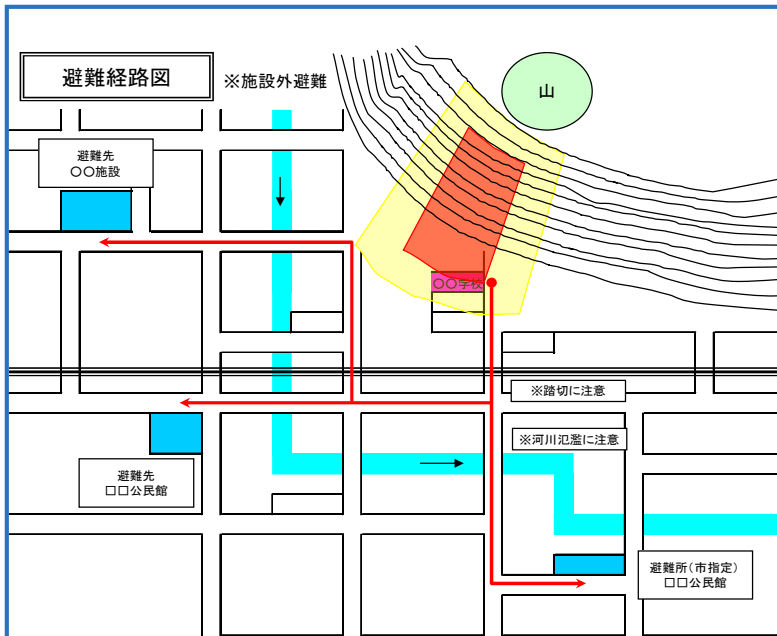 避難経路図
※施設外避難
山
避難先
〇〇施設
〇〇学校
※踏切に注意
※河川氾濫に注意
避難先
□□公民館
避難所(市指定)
□□公民館